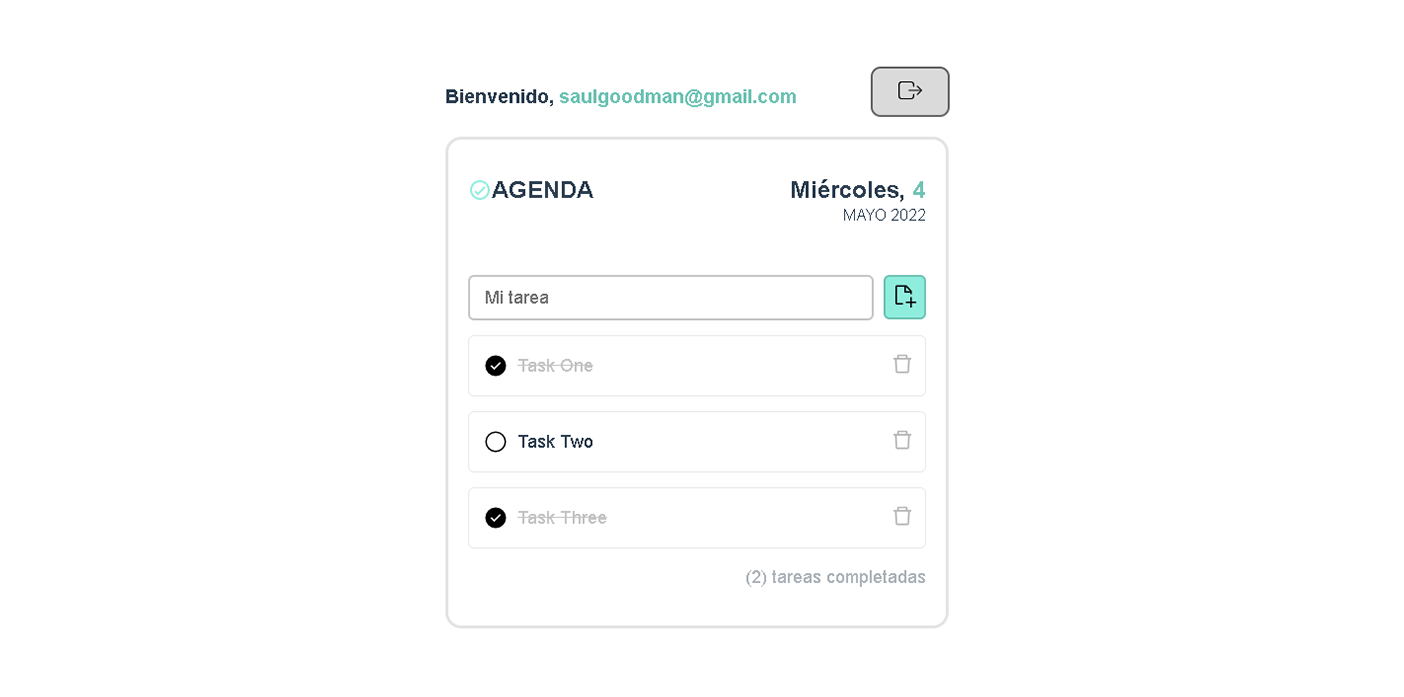 Bienvenido, saulgoodman@gmail.com
AGENDA
Miércoles, 4
MAYO 2022
Mi tarea
Task One
Task Two
Task Three
(2) tareas completadas